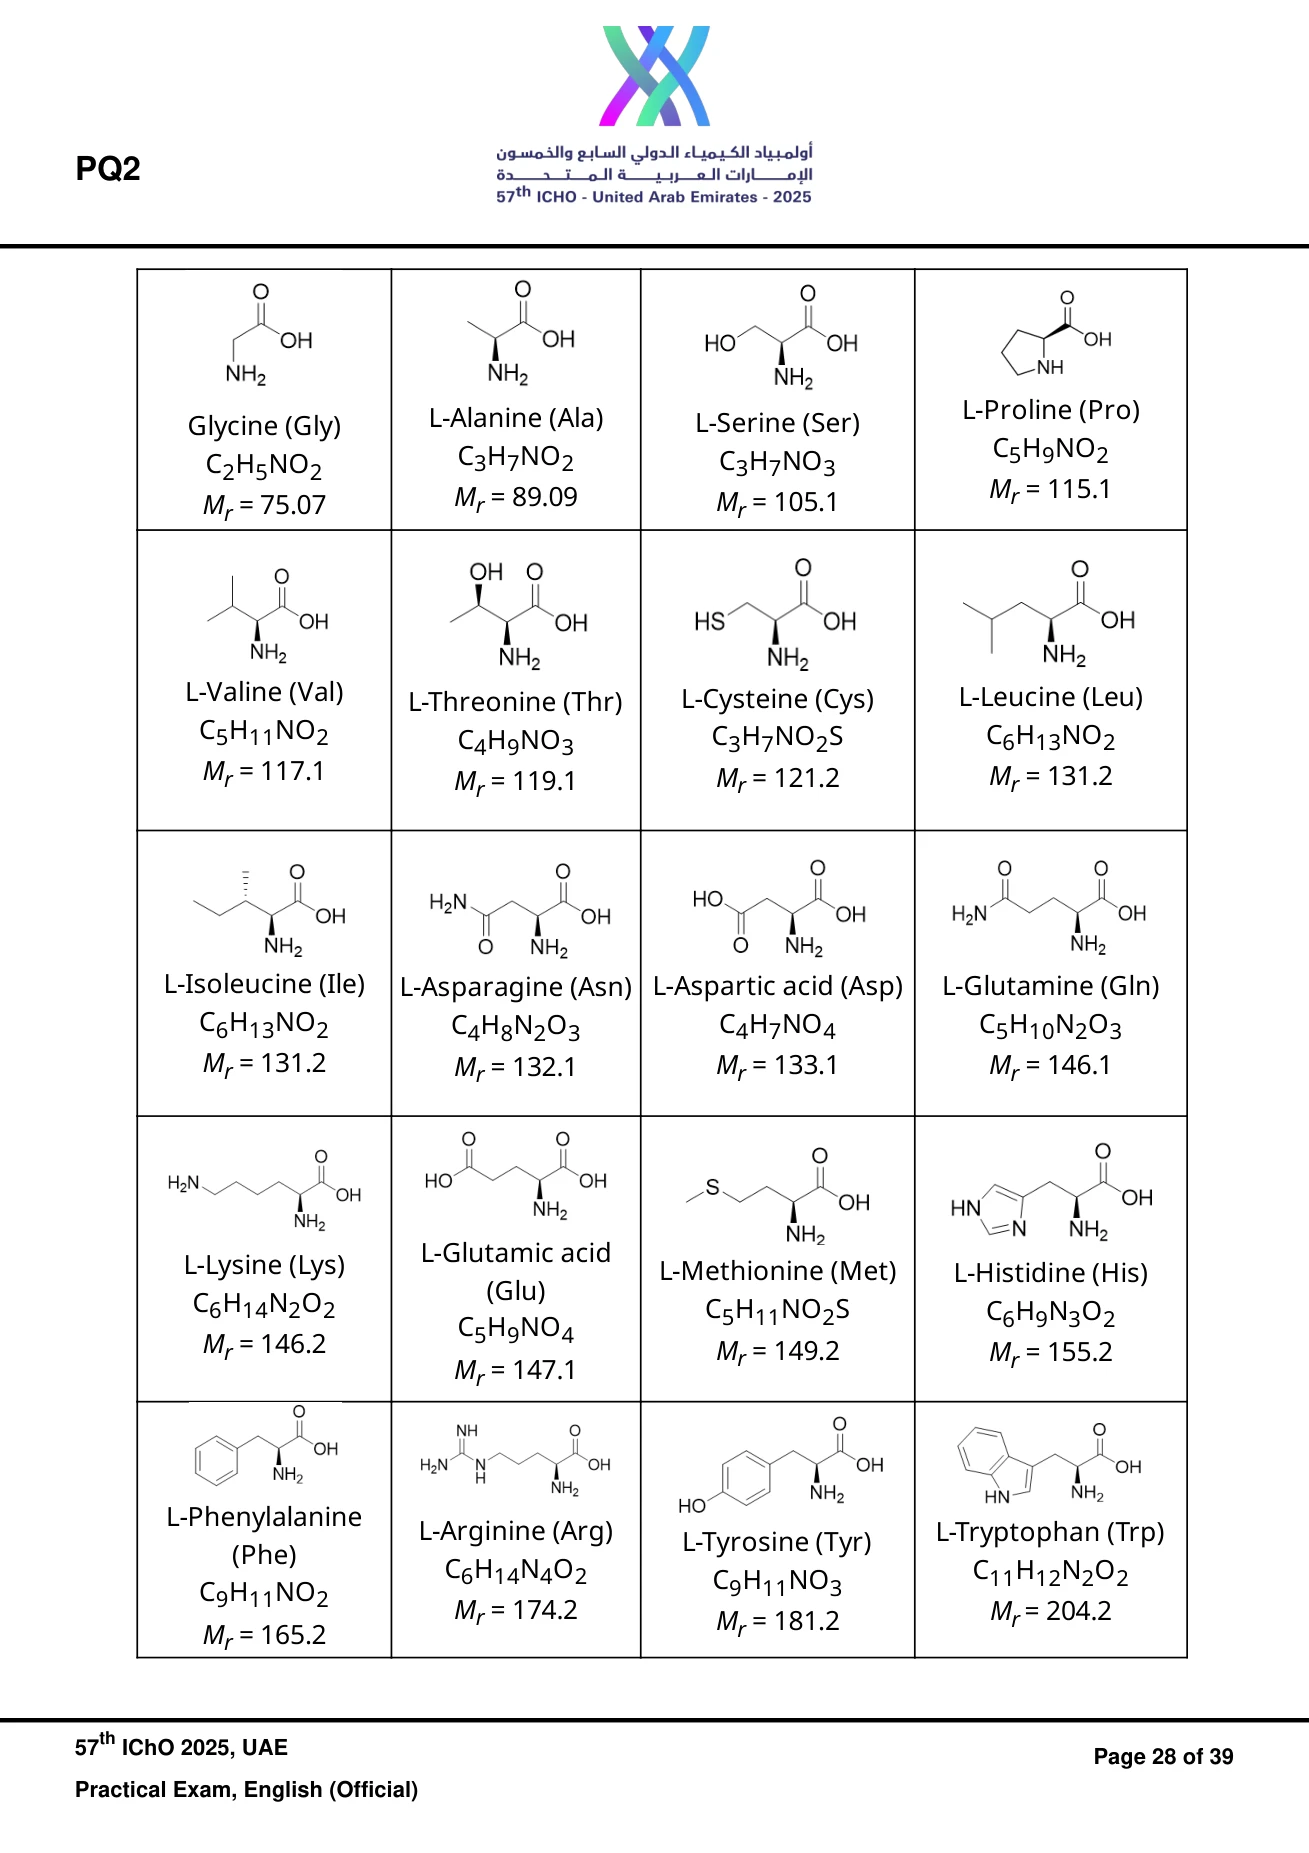 PQ2
أولمبياد الكيمياء الدولي السابع والخمسون
الإمـــارات الـعـــربـيـــة الـمـتـــحـــدة
57th ICHO - United Arab Emirates - 2025
O
OH
NH2
Glycine (Gly)
C2H5NO2
Mr = 75.07
O
OH
NH2
L-Alanine (Ala)
C3H7NO2
Mr = 89.09
O
HO OH
NH2
L-Serine (Ser)
C3H7NO3
Mr = 105.1
O
OH
NH
L-Proline (Pro)
C5H9NO2
Mr = 115.1
O
OH
NH2
L-Valine (Val)
C5H11NO2
Mr = 117.1
OH O
OH
NH2
L-Threonine (Thr)
C4H9NO3
Mr = 119.1
O
HS OH
NH2
L-Cysteine (Cys)
C3H7NO2S
Mr = 121.2
O
OH
NH2
L-Leucine (Leu)
C6H13NO2
Mr = 131.2
O
OH
NH2
L-Isoleucine (Ile)
C6H13NO2
Mr = 131.2
O
H2N OH
O NH2
L-Asparagine (Asn)
C4H8N2O3
Mr = 132.1
O
HO OH
O NH2
L-Aspartic acid (Asp)
C4H7NO4
Mr = 133.1
O O
H2N OH
NH2
L-Glutamine (Gln)
C5H10N2O3
Mr = 146.1
O
H2N OH
NH2
L-Lysine (Lys)
C6H14N2O2
Mr = 146.2
O O
HO OH
NH2
L-Glutamic acid
(Glu)
C5H9NO4
Mr = 147.1
O
S OH
NH2
L-Methionine (Met)
C5H11NO2S
Mr = 149.2
O
HN OH
N NH2
L-Histidine (His)
C6H9N3O2
Mr = 155.2
O
OH
NH2
L-Phenylalanine
(Phe)
C9H11NO2
Mr = 165.2
NH O
H2N N OH
H NH2
L-Arginine (Arg)
C6H14N4O2
Mr = 174.2
O
OH
HO NH2
L-Tyrosine (Tyr)
C9H11NO3
Mr = 181.2
O
OH
HN NH2
L-Tryptophan (Trp)
C11H12N2O2
Mr = 204.2
57th IChO 2025, UAE
Practical Exam, English (Official)
Page 28 of 39